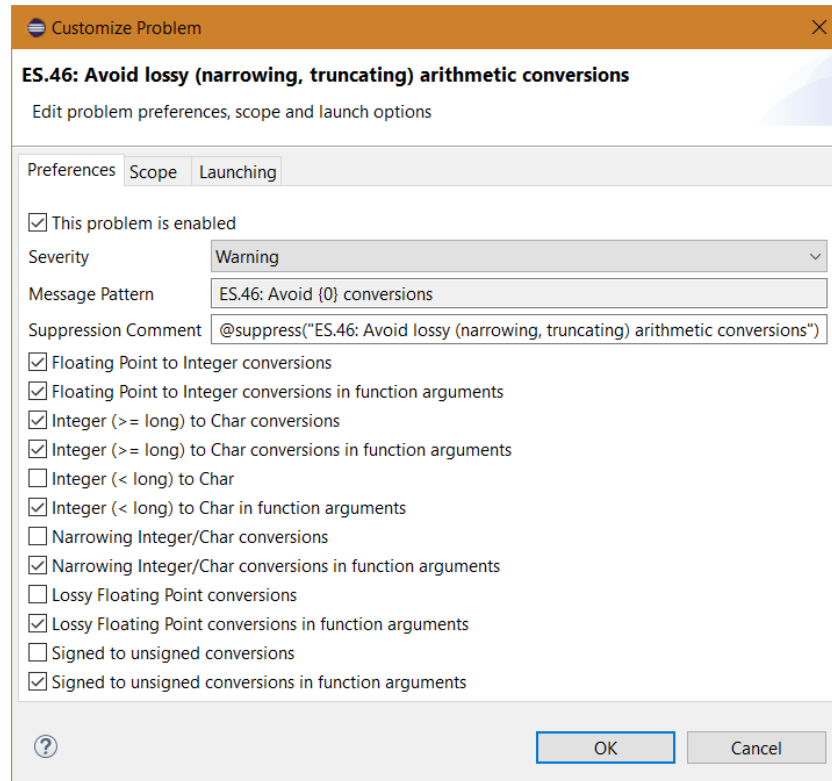 Customize Problem
ES.46: Avoid lossy (narrowing, truncating) arithmetic conversions
Edit problem preferences, scope and launch options
Preferences Scope Launching
This problem is enabled
Severity Warning
Message Pattern ES.46: Avoid {0} conversions
Suppression Comment @suppress("ES.46: Avoid lossy (narrowing, truncating) arithmetic conversions")
Floating Point to Integer conversions
Floating Point to Integer conversions in function arguments
Integer (>= long) to Char conversions
Integer (>= long) to Char conversions in function arguments
Integer (< long) to Char
Integer (< long) to Char in function arguments
Narrowing Integer/Char conversions
Narrowing Integer/Char conversions in function arguments
Lossy Floating Point conversions
Lossy Floating Point conversions in function arguments
Signed to unsigned conversions
Signed to unsigned conversions in function arguments
? OK Cancel